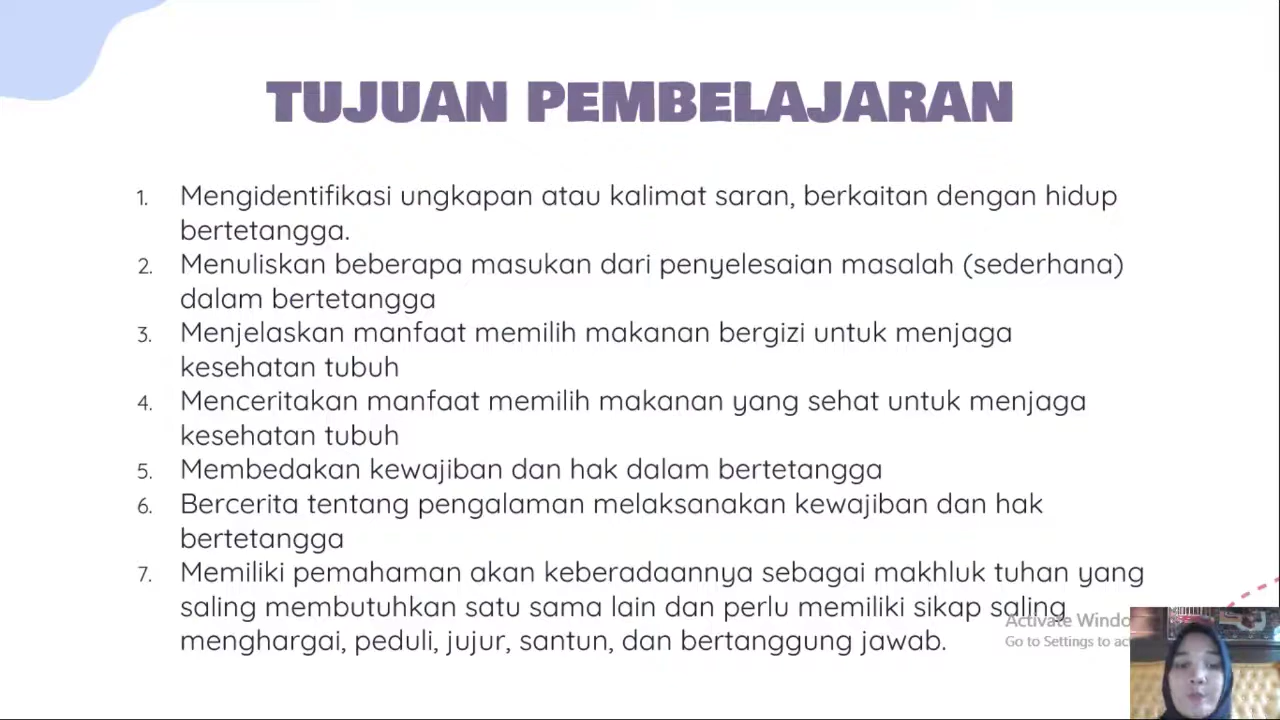 TUJUAN PEMBELAJARAN
1. Mengidentifikasi ungkapan atau kalimat saran, berkaitan dengan hidup
bertetangga.
2. Menuliskan beberapa masukan dari penyelesaian masalah (sederhana)
dalam bertetangga
3. Menjelaskan manfaat memilih makanan bergizi untuk menjaga
kesehatan tubuh
4. Menceritakan manfaat memilih makanan yang sehat untuk menjaga
kesehatan tubuh
5. Membedakan kewajiban dan hak dalam bertetangga
6. Bercerita tentang pengalaman melaksanakan kewajiban dan hak
bertetangga
7. Memiliki pemahaman akan keberadaannya sebagai makhluk tuhan yang
saling membutuhkan satu sama lain dan perlu memiliki sikap saling
menghargai, peduli, jujur, santun, dan bertanggung jawab.
Activate Windo
Go to Settings to ac